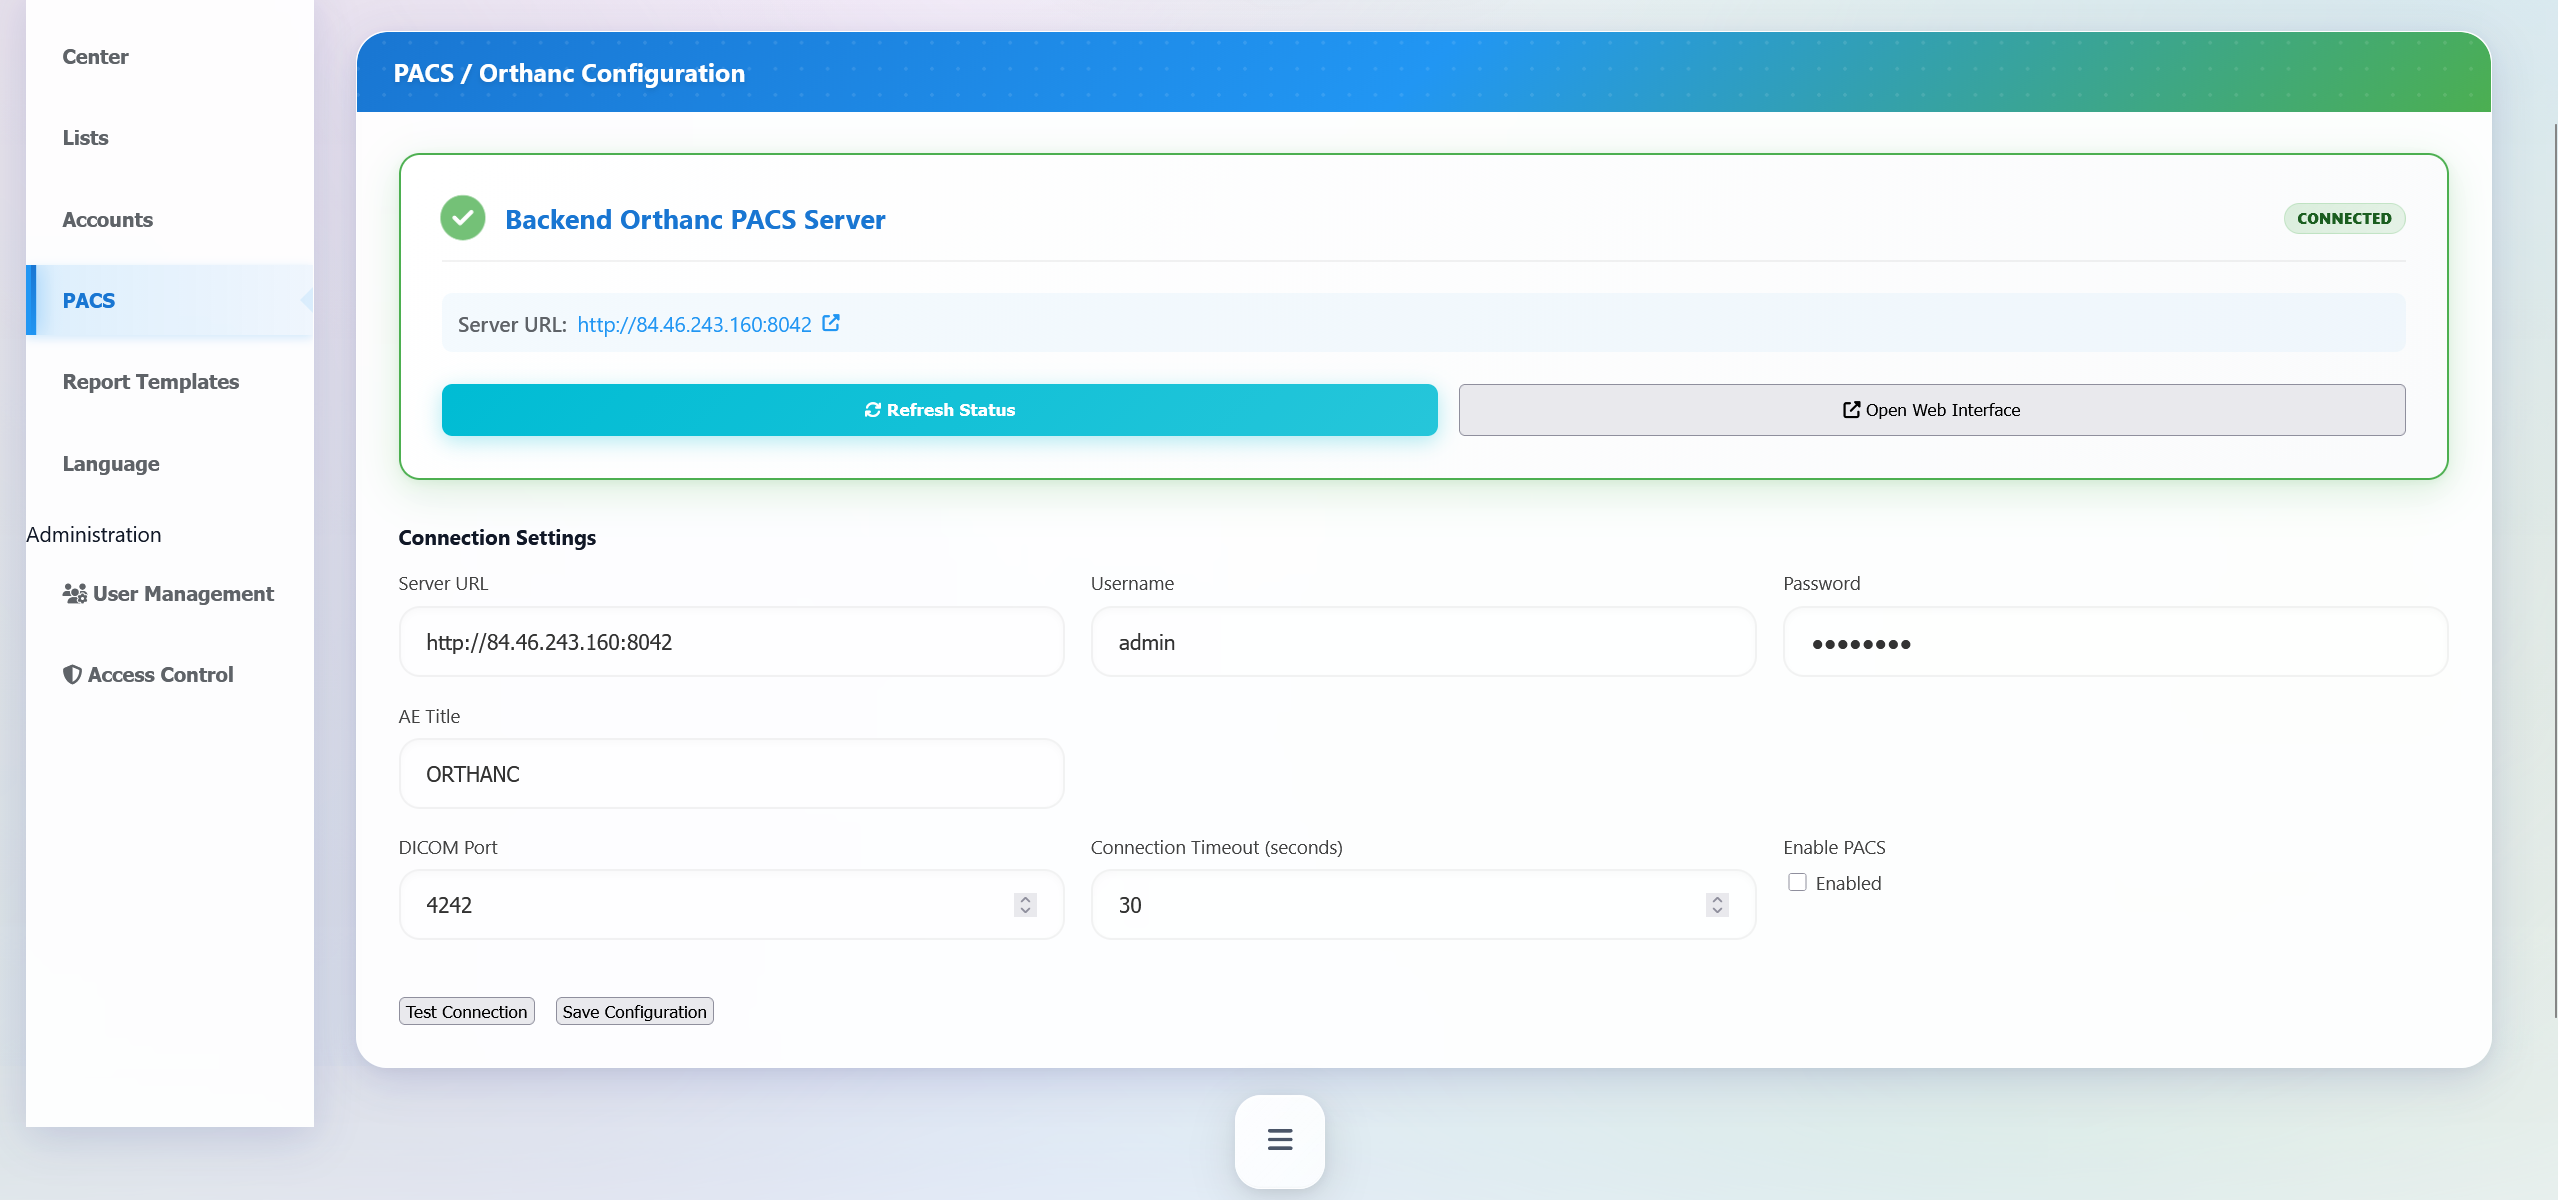 Center
Lists
Accounts
PACS
Report Templates
Language
Administration
User Management
Access Control
PACS / Orthanc Configuration
Backend Orthanc PACS Server
CONNECTED
Server URL: http://84.46.243.160:8042
Refresh Status
Open Web Interface
Connection Settings
Server URL
Username
Password
http://84.46.243.160:8042
admin
••••••••
AE Title
ORTHANC
DICOM Port
Connection Timeout (seconds)
Enable PACS
4242
30
Enabled
Test Connection
Save Configuration